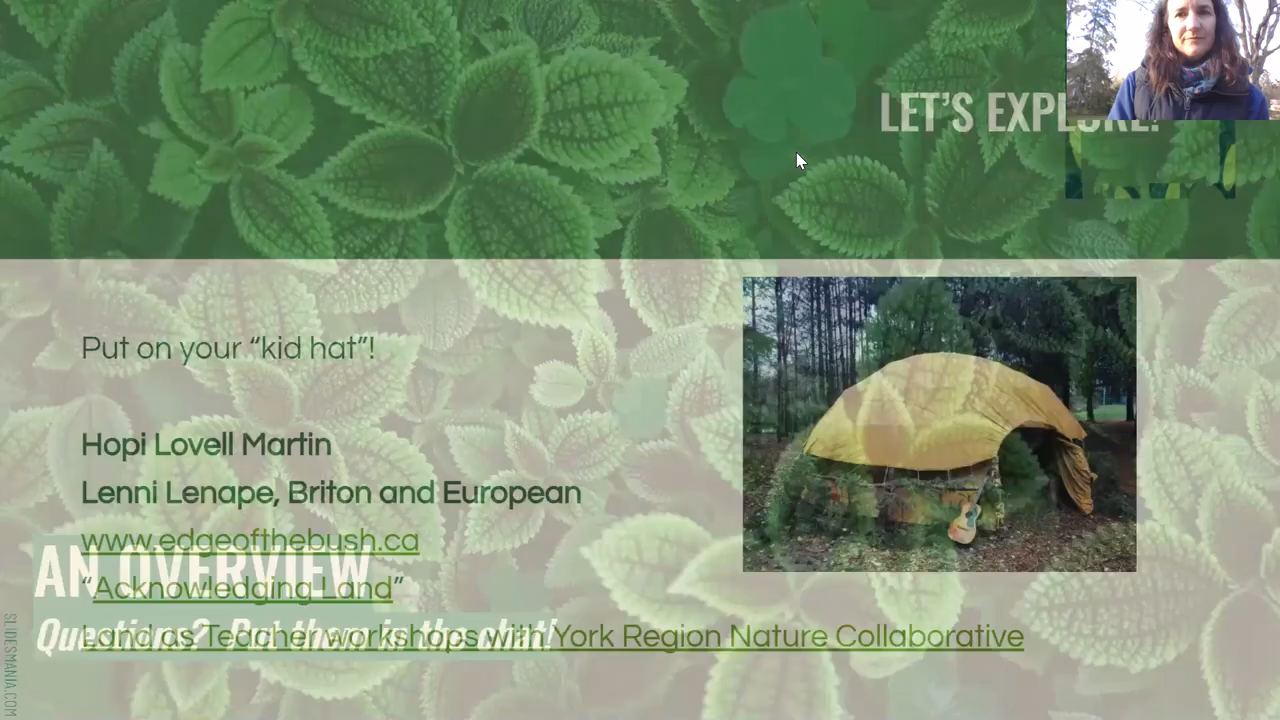 LET'S EXPLORE!
Put on your “kid hat”!
Hopi Lovell Martin
Lenni Lenape, Briton and European
www.edgeofthebush.ca
AN OVERVIEW
“Acknowledging Land”
Land as Teacher workshops with York Region Nature Collaborative
Questions? Put them in the chat!
SLIDESMANIA.COM